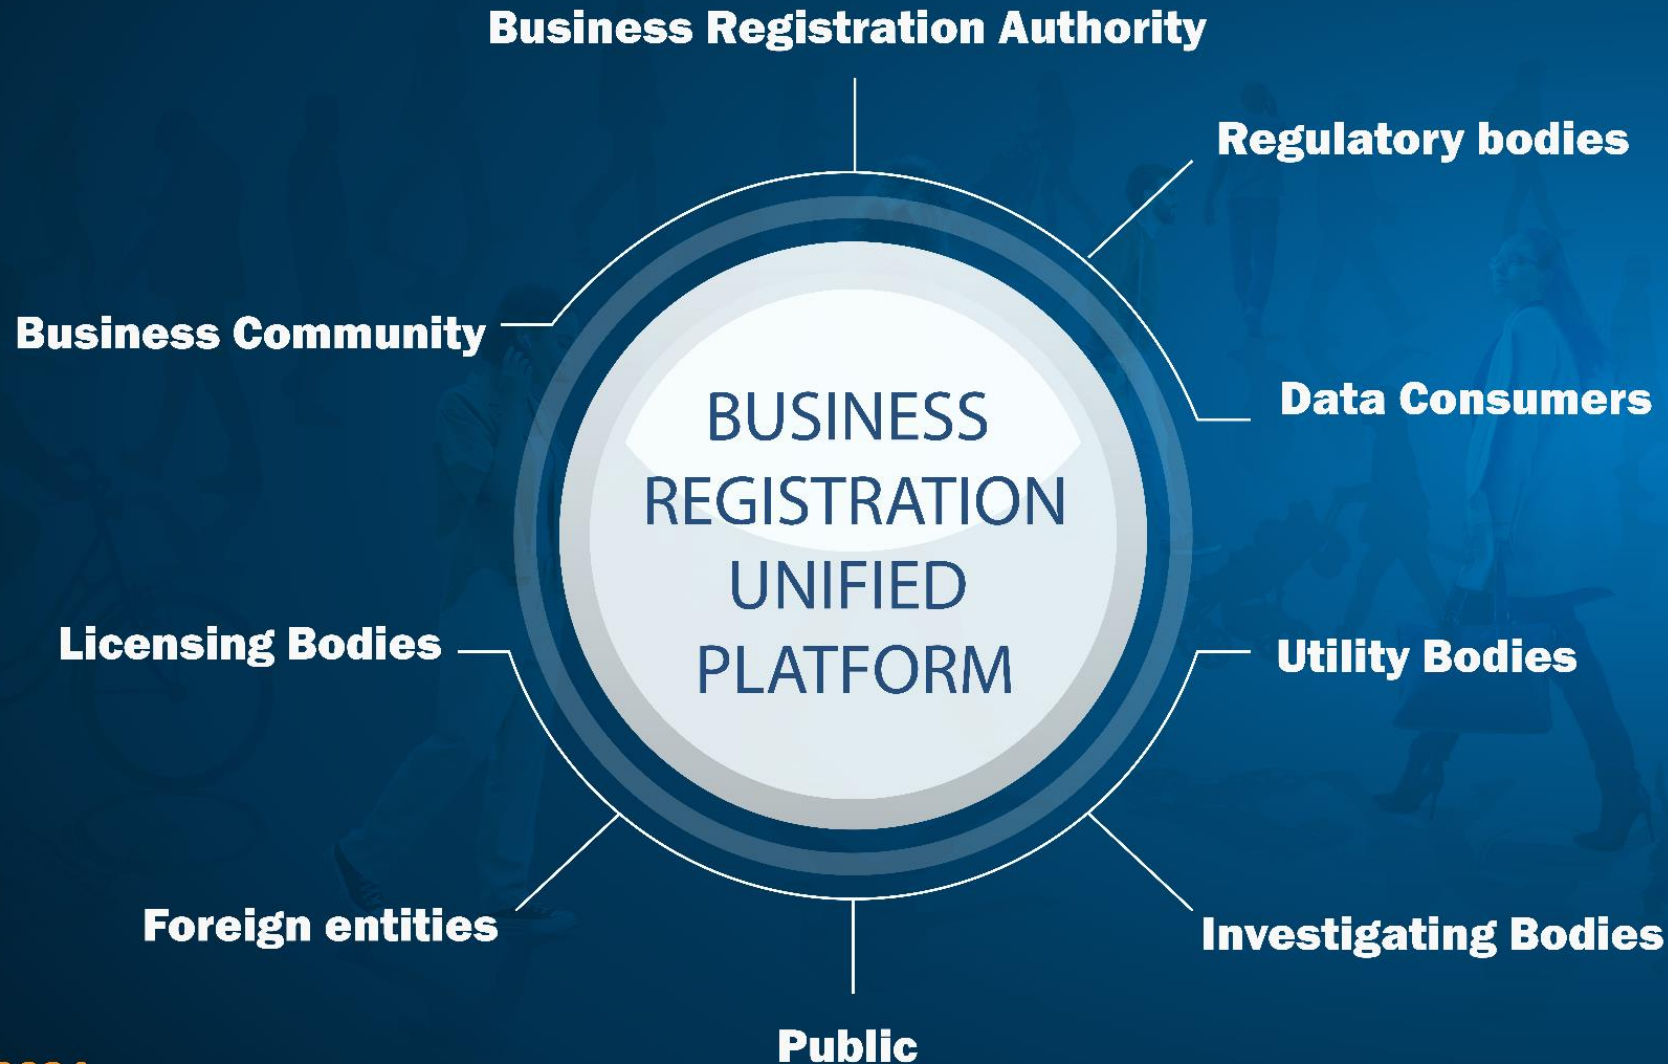 Business Registration Authority
Regulatory bodies
Business Community
Data Consumers
BUSINESS
REGISTRATION
UNIFIED
PLATFORM
Licensing Bodies
Utility Bodies
Foreign entities
Investigating Bodies
Public